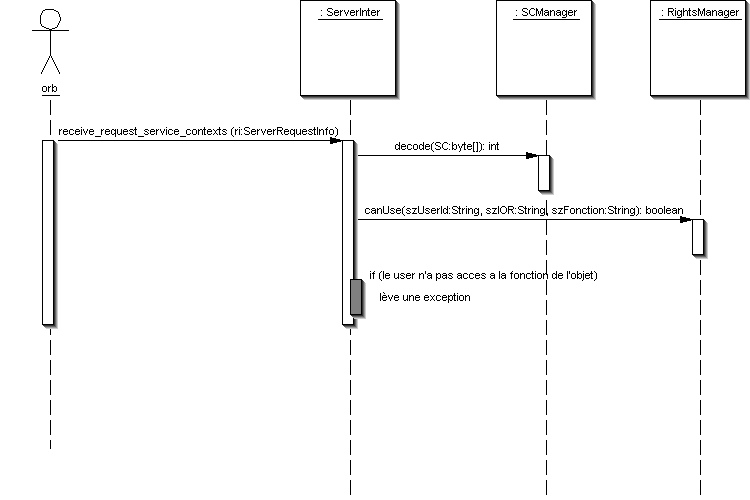 : ServerInter
: SCManager
: RightsManager
orb
receive_request_service_contexts (ri:ServerRequestInfo)
decode(SC:byte[]): int
canUse(szUserId:String, szIOR:String, szFonction:String): boolean
if (le user n'a pas acces a la fonction de l'objet)
lève une exception